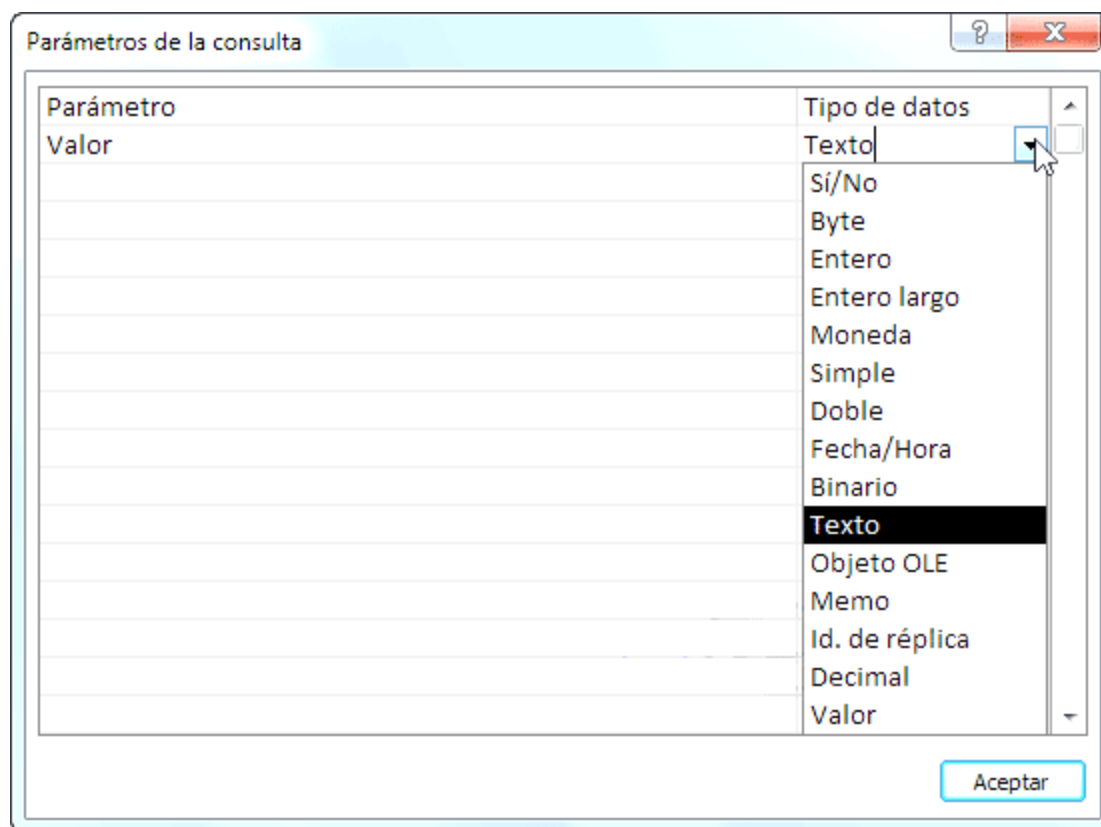 Parámetros de la consulta
Parámetro Tipo de datos
Valor Texto
Sí/No
Byte
Entero
Entero largo
Moneda
Simple
Doble
Fecha/Hora
Binario
Texto
Objeto OLE
Memo
Id. de réplica
Decimal
Valor
Aceptar